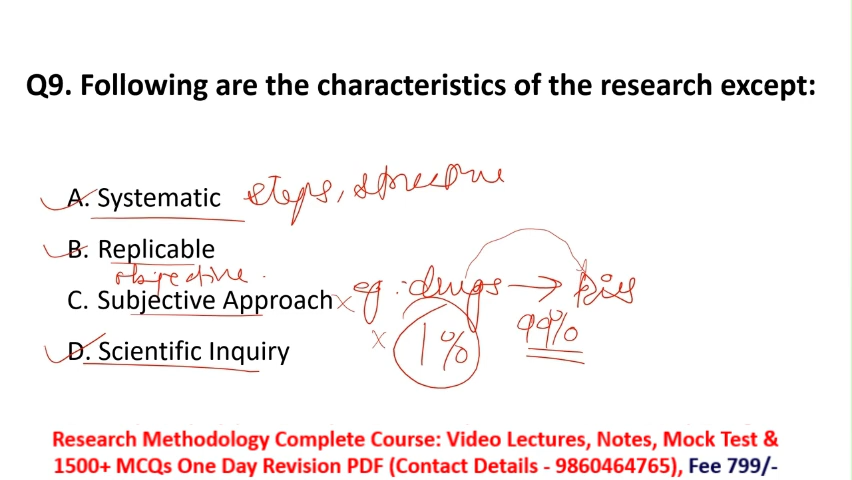 Q9. Following are the characteristics of the research except:
A. Systematic steps, structure
B. Replicable
objective
C. Subjective Approach eg: drugs →
D. Scientific Inquiry 1% 99%
Research Methodology Complete Course: Video Lectures, Notes, Mock Test &
1500+ MCQs One Day Revision PDF (Contact Details - 9860464765), Fee 799/-